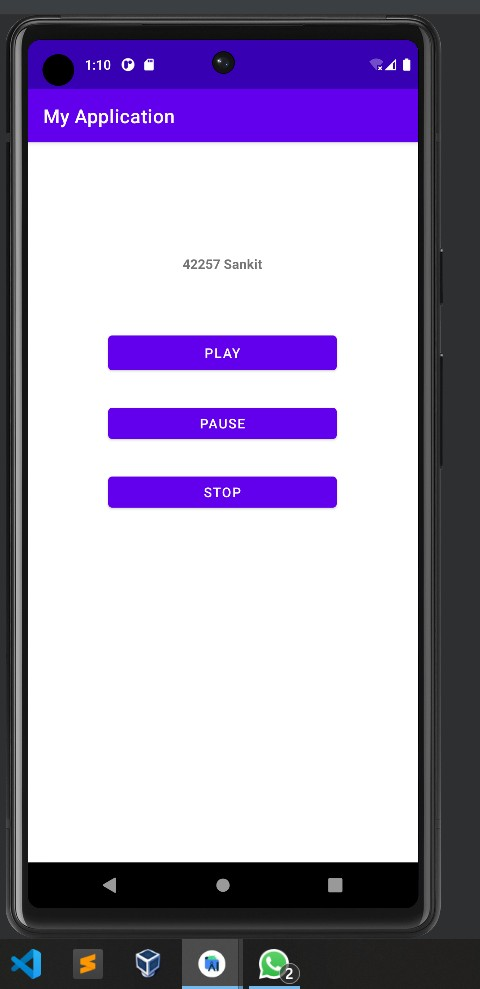 1:10
My Application
42257 Sankit
PLAY
PAUSE
STOP
2